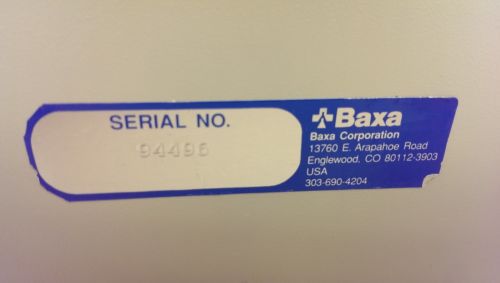 SERIAL NO.
94496
Baxa
Baxa Corporation
13760 E. Arapahoe Road
Englewood, CO 80112-3903
USA
303-690-4204